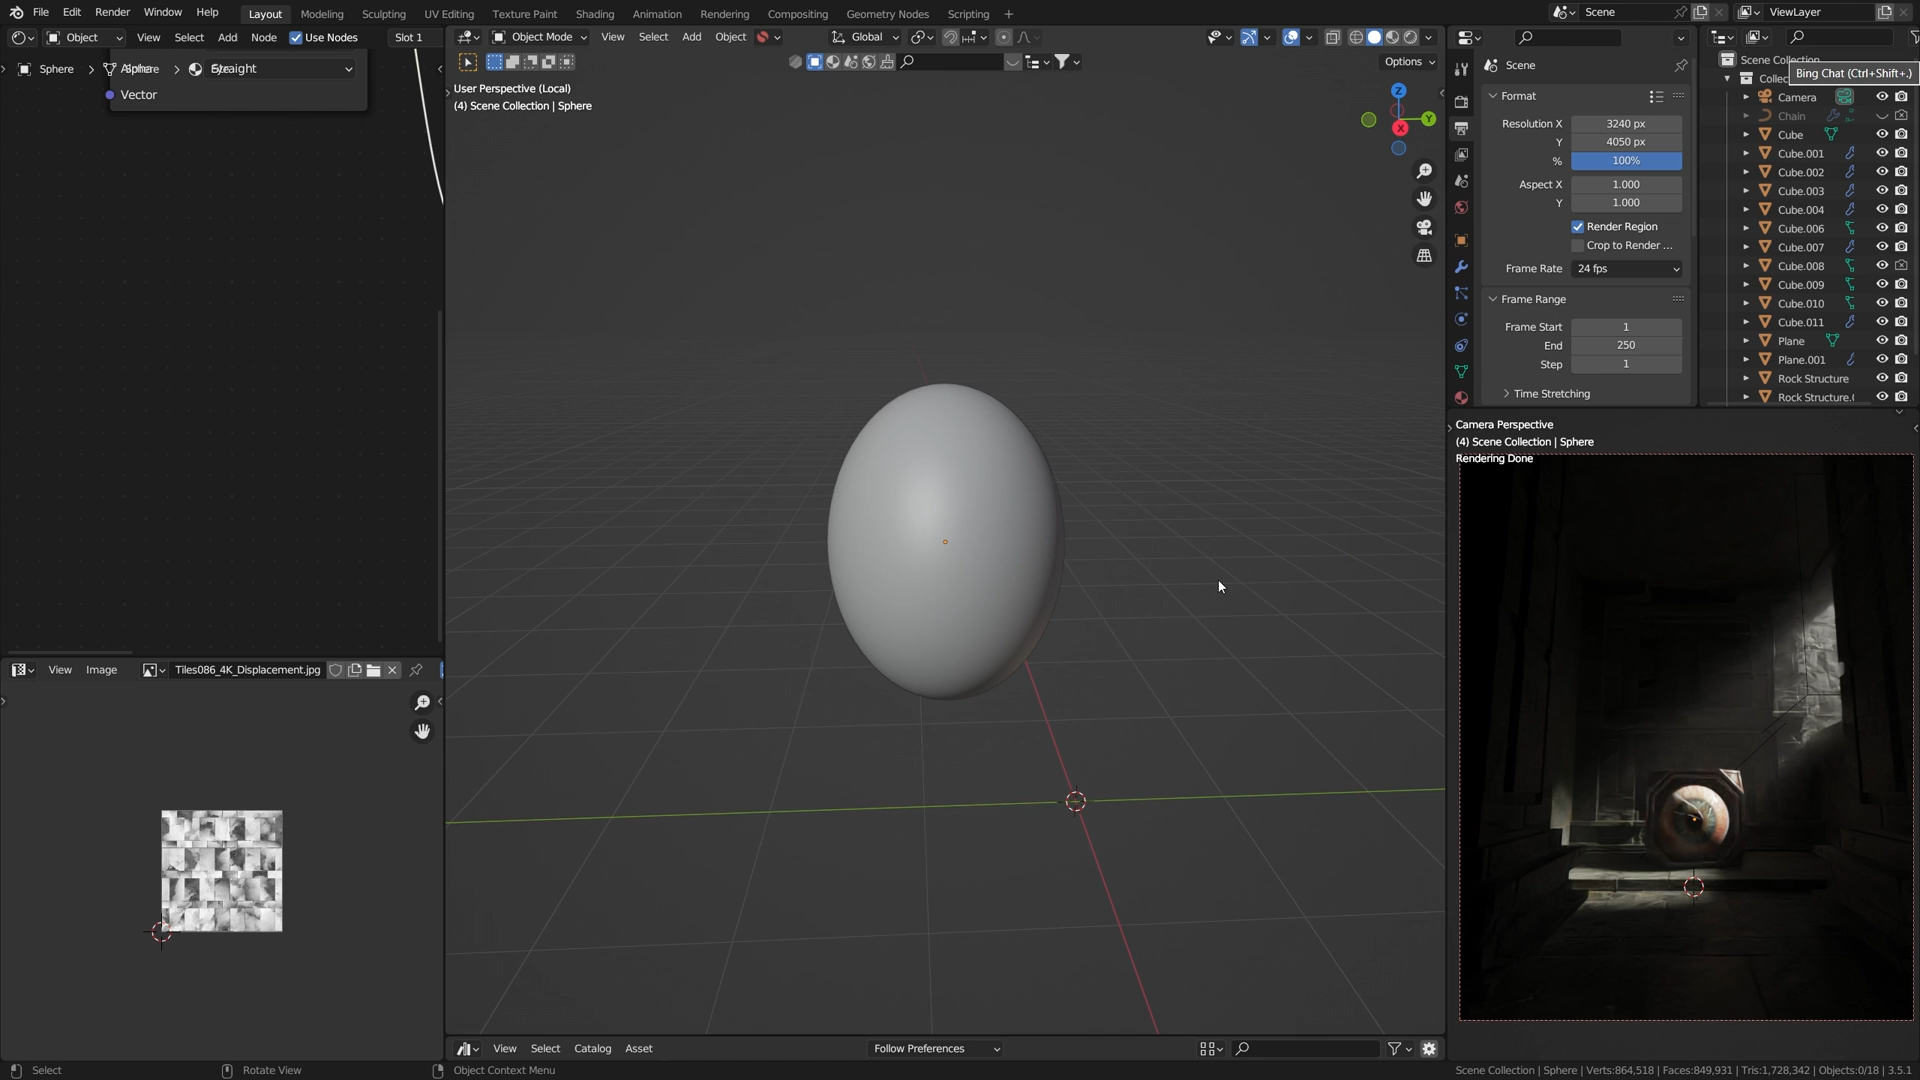 File Edit Render Window Help Layout Modeling Sculpting UV Editing Texture Paint Shading Animation Rendering Compositing Geometry Nodes Scripting + Scene ViewLayer
Object View Select Add Node Use Nodes Slot 1
Object Mode View Select Add Object Global
Options
Sphere > > Straight
Vector
User Perspective (Local)
(4) Scene Collection | Sphere
Z
Y
X
Scene
Format
Resolution X 3240 px
Y 4050 px
% 100%
Aspect X 1.000
Y 1.000
Render Region
Crop to Render ...
Frame Rate 24 fps
Frame Range
Frame Start 1
End 250
Step 1
Time Stretching
Scene Collection
Bing Chat (Ctrl+Shift+.)
Camera
Chain
Cube
Cube.001
Cube.002
Cube.003
Cube.004
Cube.006
Cube.007
Cube.008
Cube.009
Cube.010
Cube.011
Plane
Plane.001
Rock Structure
Rock Structure.(
Camera Perspective
(4) Scene Collection | Sphere
Rendering Done
View Image Tiles086_4K_Displacement.jpg
View Select Catalog Asset Follow Preferences
Select Rotate View Object Context Menu
Scene Collection | Sphere | Verts:864,518 | Faces:849,931 | Tris:1,728,342 | Objects:0/18 | 3.5.1